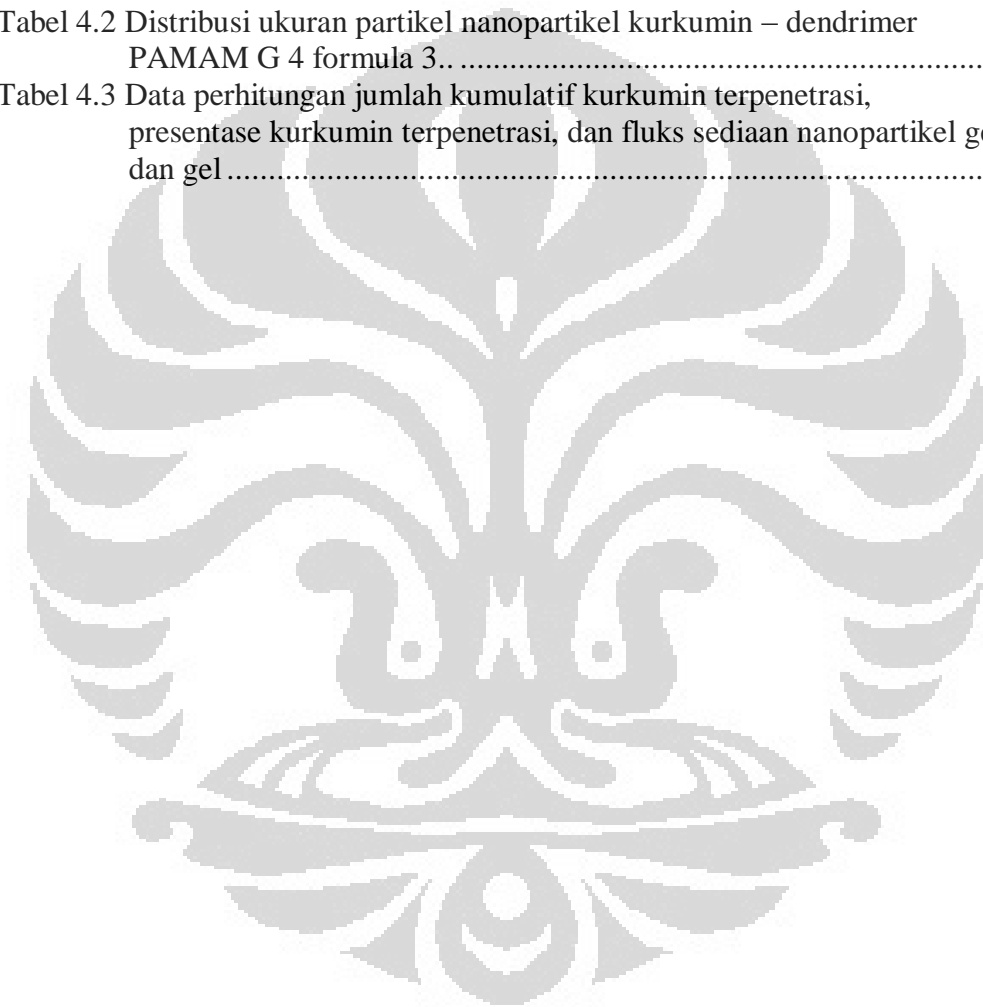 Tabel 4.2 Distribusi ukuran partikel nanopartikel kurkumin – dendrimer
PAMAM G 4 formula 3.. ......................................................................
Tabel 4.3 Data perhitungan jumlah kumulatif kurkumin terpenetrasi,
presentase kurkumin terpenetrasi, dan fluks sediaan nanopartikel
dan gel ..........................................................................................................